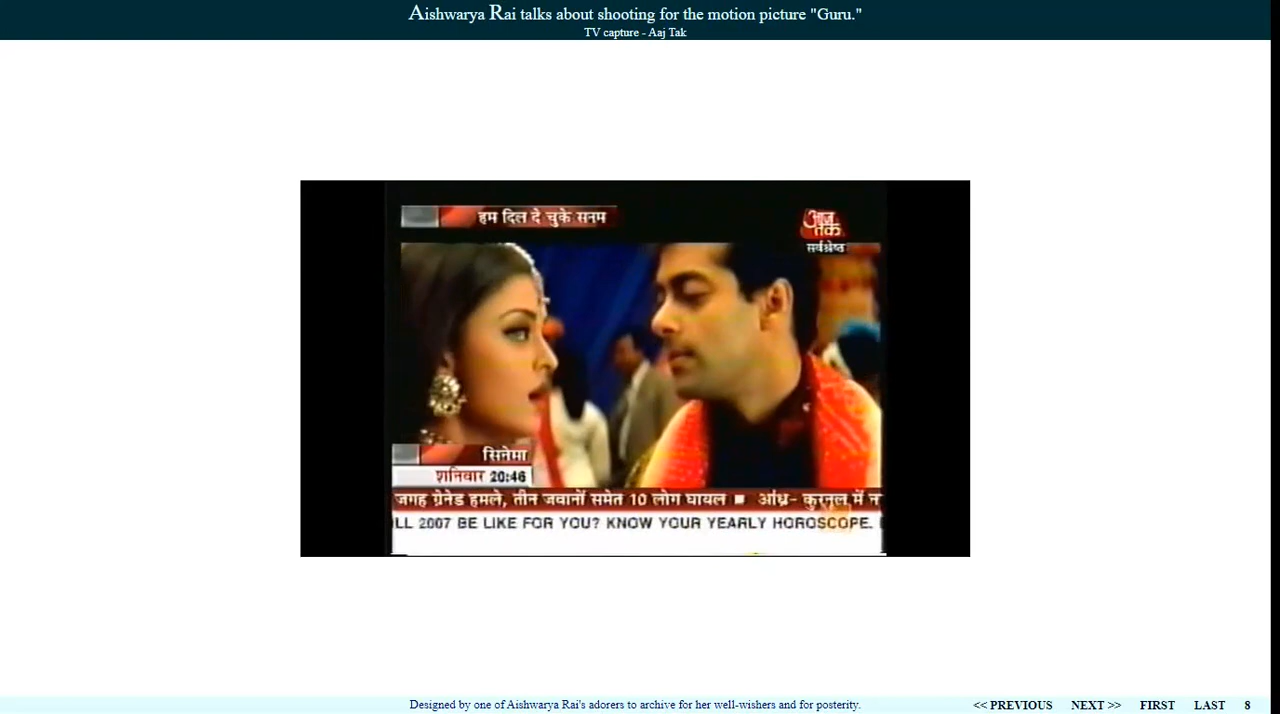 Aishwarya Rai talks about shooting for the motion picture "Guru."
TV capture - Aaj Tak
हम दिल दे चुके सनम
आज
तक
सर्वश्रेष्ठ
सिनेमा
शनिवार 20:46
जगह ग्रेनेड हमले, तीन जवानों समेत 10 लोग घायल ■ आंध्र- कुरनूल में न
LL 2007 BE LIKE FOR YOU? KNOW YOUR YEARLY HOROSCOPE.
Designed by one of Aishwarya Rai's adorers to archive for her well-wishers and for posterity.
<< PREVIOUS NEXT >> FIRST LAST 8